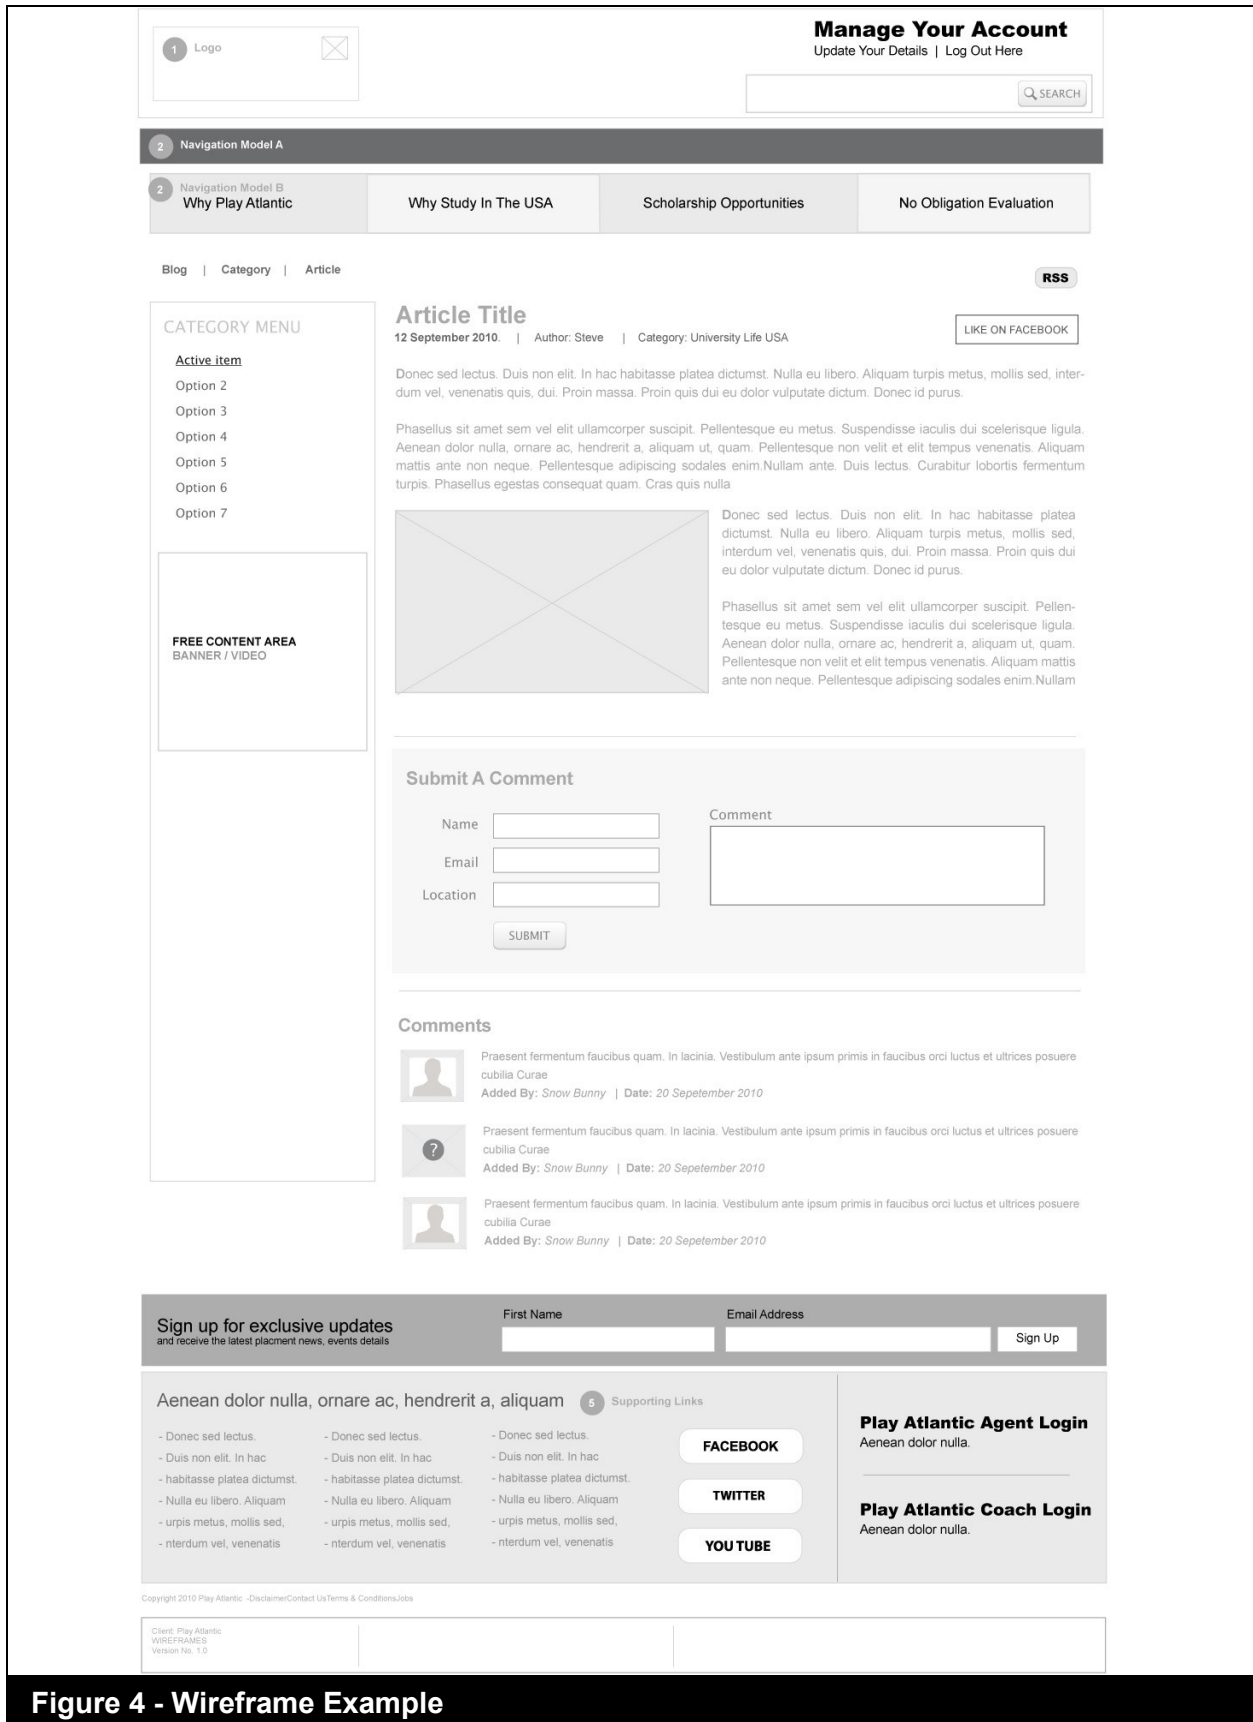 1 Logo
Manage Your Account
Update Your Details | Log Out Here
SEARCH
2 Navigation Model A
2 Navigation Model B
Why Play Atlantic
Why Study In The USA
Scholarship Opportunities
No Obligation Evaluation
Blog | Category | Article
RSS
CATEGORY MENU
Active item
Option 2
Option 3
Option 4
Option 5
Option 6
Option 7
FREE CONTENT AREA
BANNER / VIDEO
Article Title
12 September 2010. | Author: Steve | Category: University Life USA
LIKE ON FACEBOOK
Donec sed lectus. Duis non elit. In hac habitasse platea dictumst. Nulla eu libero. Aliquam turpis metus, mollis sed, inter-
dum vel, venenatis quis, dui. Proin massa. Proin quis dui eu dolor vulputate dictum. Donec id purus.
Phasellus sit amet sem vel elit ullamcorper suscipit. Pellentesque eu metus. Suspendisse iaculis dui scelerisque ligula.
Aenean dolor nulla, ornare ac, hendrerit a, aliquam ut, quam. Pellentesque non velit et elit tempus venenatis. Aliquam
mattis ante non neque. Pellentesque adipiscing sodales enim.Nullam ante. Duis lectus. Curabitur lobortis fermentum
turpis. Phasellus egestas consequat quam. Cras quis nulla
Donec sed lectus. Duis non elit. In hac habitasse platea
dictumst. Nulla eu libero. Aliquam turpis metus, mollis sed,
interdum vel, venenatis quis, dui. Proin massa. Proin quis dui
eu dolor vulputate dictum. Donec id purus.
Phasellus sit amet sem vel elit ullamcorper suscipit. Pellen-
tesque eu metus. Suspendisse iaculis dui scelerisque ligula.
Aenean dolor nulla, ornare ac, hendrerit a, aliquam ut, quam.
Pellentesque non velit et elit tempus venenatis. Aliquam mattis
ante non neque. Pellentesque adipiscing sodales enim.Nullam
Submit A Comment
Name
Email
Location
Comment
SUBMIT
Comments
Praesent fermentum faucibus quam. In lacinia. Vestibulum ante ipsum primis in faucibus orci luctus et ultrices posuere
cubilia Curae
Added By: Snow Bunny | Date: 20 Sepetember 2010
?
Praesent fermentum faucibus quam. In lacinia. Vestibulum ante ipsum primis in faucibus orci luctus et ultrices posuere
cubilia Curae
Added By: Snow Bunny | Date: 20 Sepetember 2010
Praesent fermentum faucibus quam. In lacinia. Vestibulum ante ipsum primis in faucibus orci luctus et ultrices posuere
cubilia Curae
Added By: Snow Bunny | Date: 20 Sepetember 2010
Sign up for exclusive updates
and receive the latest placment news, events details
First Name
Email Address
Sign Up
Aenean dolor nulla, ornare ac, hendrerit a, aliquam
5 Supporting Links
- Donec sed lectus.
- Duis non elit. In hac
- habitasse platea dictumst.
- Nulla eu libero. Aliquam
- urpis metus, mollis sed,
- nterdum vel, venenatis
- Donec sed lectus.
- Duis non elit. In hac
- habitasse platea dictumst.
- Nulla eu libero. Aliquam
- urpis metus, mollis sed,
- nterdum vel, venenatis
- Donec sed lectus.
- Duis non elit. In hac
- habitasse platea dictumst.
- Nulla eu libero. Aliquam
- urpis metus, mollis sed,
- nterdum vel, venenatis
FACEBOOK
TWITTER
YOU TUBE
Play Atlantic Agent Login
Aenean dolor nulla.
Play Atlantic Coach Login
Aenean dolor nulla.
Copyright 2010 Play Atlantic -DisclaimerContact UsTerms & ConditionsJobs
Client: Play Atlantic
WIREFRAMES
Version No. 1.0
Figure 4 - Wireframe Example